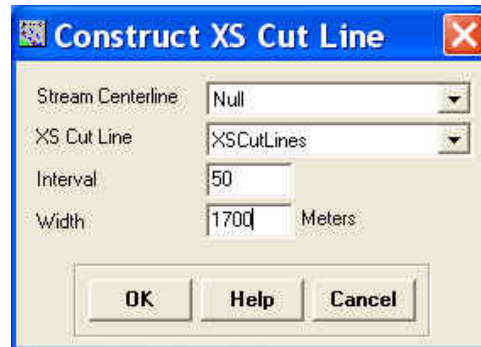 Construct XS Cut Line
Stream Centerline Null
XS Cut Line XSCutLines
Interval 50
Width 1700 Meters
OK Help Cancel